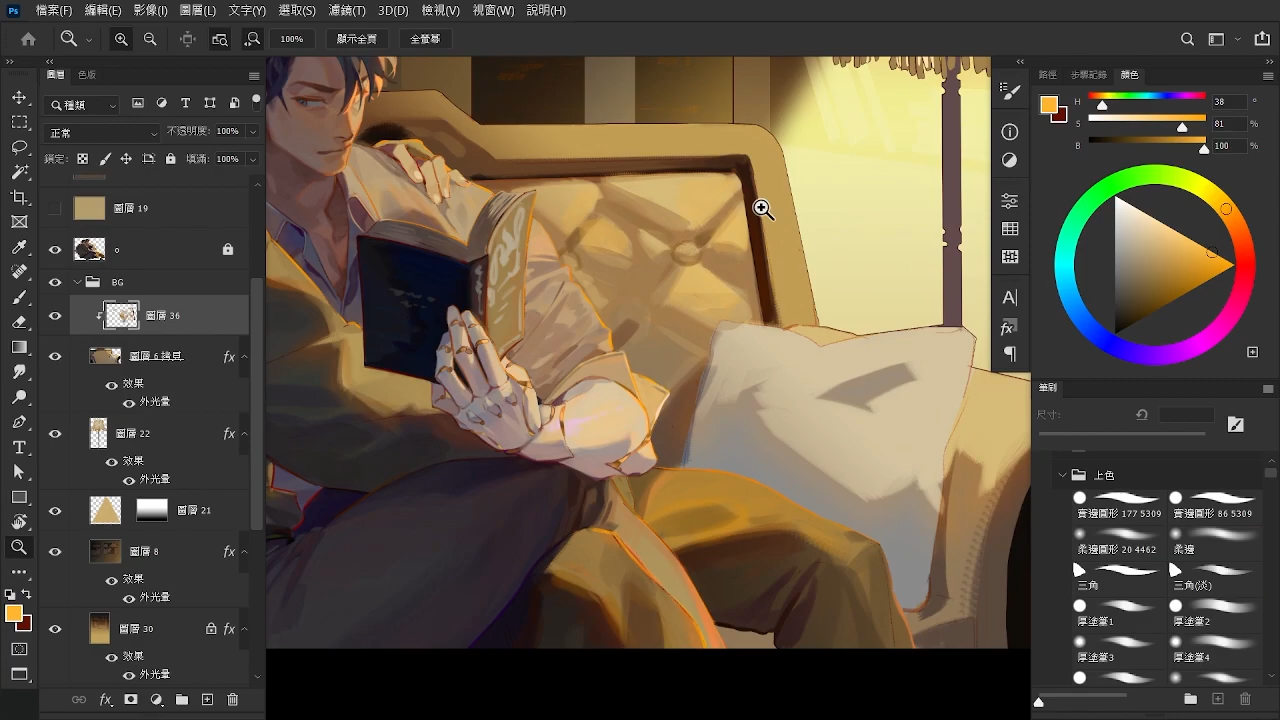 Ps 檔案(F) 編輯(E) 影像(I) 圖層(L) 文字(Y) 選取(S) 濾鏡(T) 3D(D) 檢視(V) 視窗(W) 說明(H)
100% 顯示全頁 全螢幕
圖層 色版
路徑 步驟記錄 顏色
種類
H 38 °
正常 不透明度: 100%
S 81 %
鎖定: 填滿: 100%
B 100 %
圖層 19
o
BG
圖層 36
fx
效果
外光暈
圖層 22 fx
效果
外光暈
圖層 21
圖層 8 fx
效果
外光暈
圖層 30 fx
效果
外光暈
筆刷
尺寸:
上色
實邊圓形 177 5309 實邊圓形 86 5309
柔邊圓形 20 4462 柔邊
三角 三角(淡)
厚塗筆1 厚塗筆2
厚塗筆3 厚塗筆4